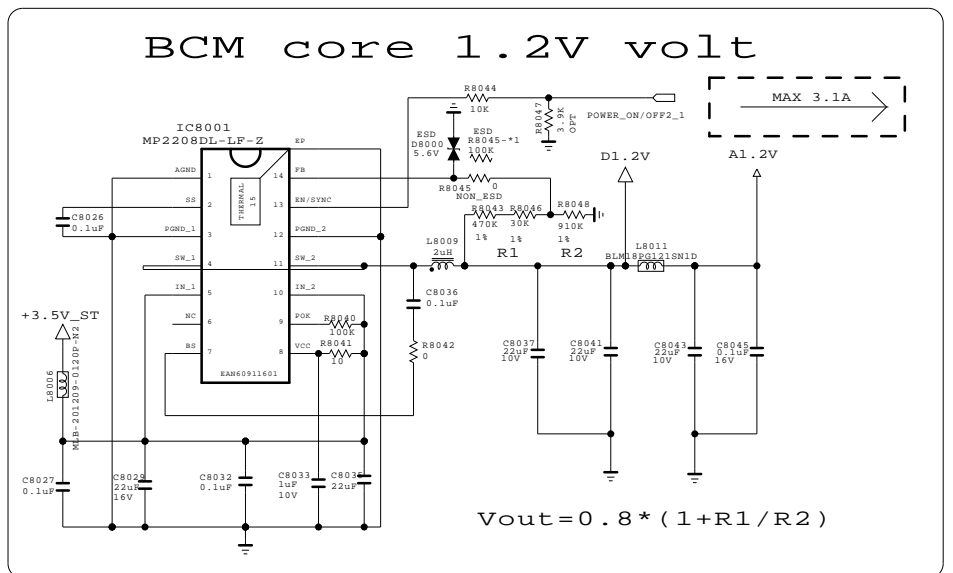 BCM core 1.2V volt
MAX 3.1A
R8044
10K
R8047
3.9K
OPT
POWER_ON/OFF2_1
IC8001
MP2208DL-LF-Z
EP
ESD
D8000
5.6V
ESD
R8045-*1
100K
D1.2V
A1.2V
AGND
1
14
FB
R8045
0
NON_ESD
THERMAL
15
SS
2
13
EN/SYNC
C8026
0.1uF
R8043
470K
1%
R8046
30K
1%
R8048
910K
1%
R1
R2
PGND_1
3
12
PGND_2
L8009
2uH
L8011
BLM18PG121SN1D
SW_1
4
11
SW_2
IN_1
5
10
IN_2
C8036
0.1uF
+3.5V_ST
NC
6
9
POK
R8040
100K
BS
7
8
VCC
R8041
10
R8042
0
C8037
22uF
10V
C8041
22uF
10V
C8043
22uF
10V
C8045
0.1uF
16V
EAN60911601
L8006
MLB-201209-0120P-N2
C8027
0.1uF
C8029
22uF
16V
C8032
0.1uF
C8033
1uF
10V
22uF
Vout=0.8*(1+R1/R2)